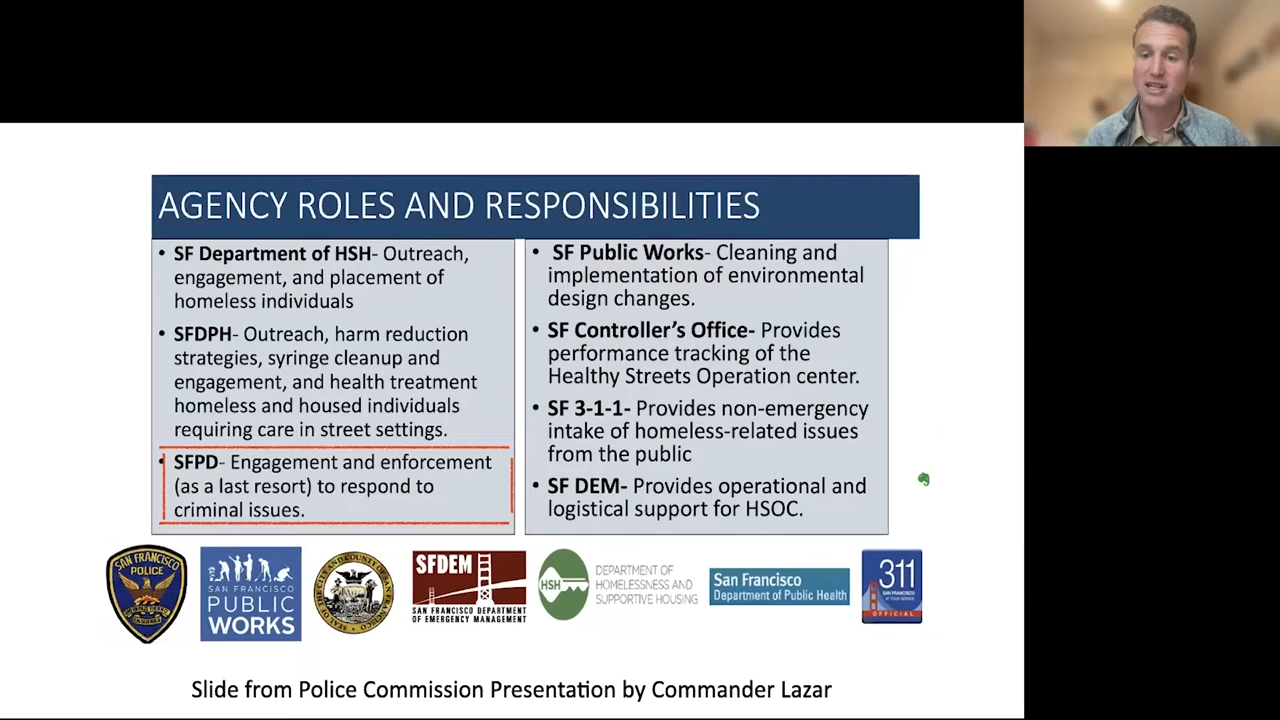 AGENCY ROLES AND RESPONSIBILITIES
• SF Department of HSH- Outreach,
engagement, and placement of
homeless individuals
• SFDPH- Outreach, harm reduction
strategies, syringe cleanup and
engagement, and health treatment
homeless and housed individuals
requiring care in street settings.
• SFPD- Engagement and enforcement
(as a last resort) to respond to
criminal issues.
• SF Public Works- Cleaning and
implementation of environmental
design changes.
• SF Controller's Office- Provides
performance tracking of the
Healthy Streets Operation center.
• SF 3-1-1- Provides non-emergency
intake of homeless-related issues
from the public
• SF DEM- Provides operational and
logistical support for HSOC.
SAN FRANCISCO
POLICE
SAN FRANCISCO
PUBLIC
WORKS
SFDEM
SAN FRANCISCO DEPARTMENT
OF EMERGENCY MANAGEMENT
HSH
DEPARTMENT OF
HOMELESSNESS AND
SUPPORTIVE HOUSING
San Francisco
Department of Public Health
311
OFFICIAL
Slide from Police Commission Presentation by Commander Lazar